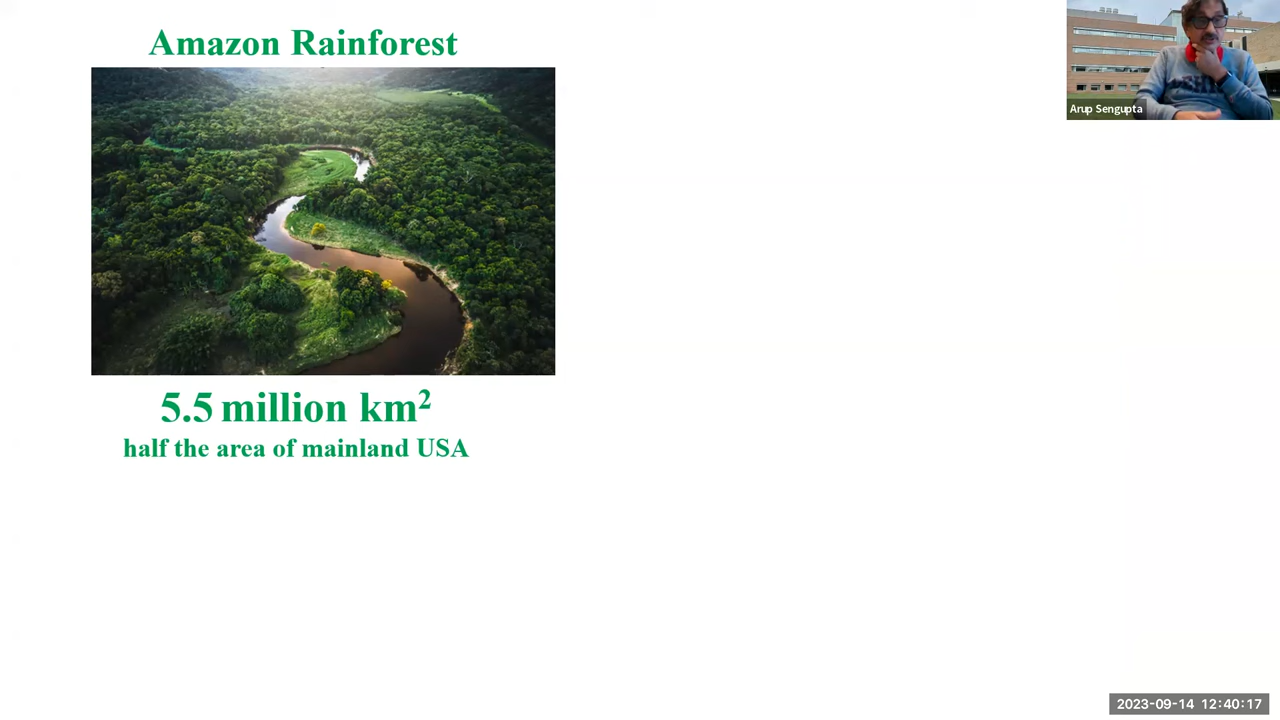 Amazon Rainforest
Arup Sengupta
5.5 million km²
half the area of mainland USA
2023-09-14 12:40:17